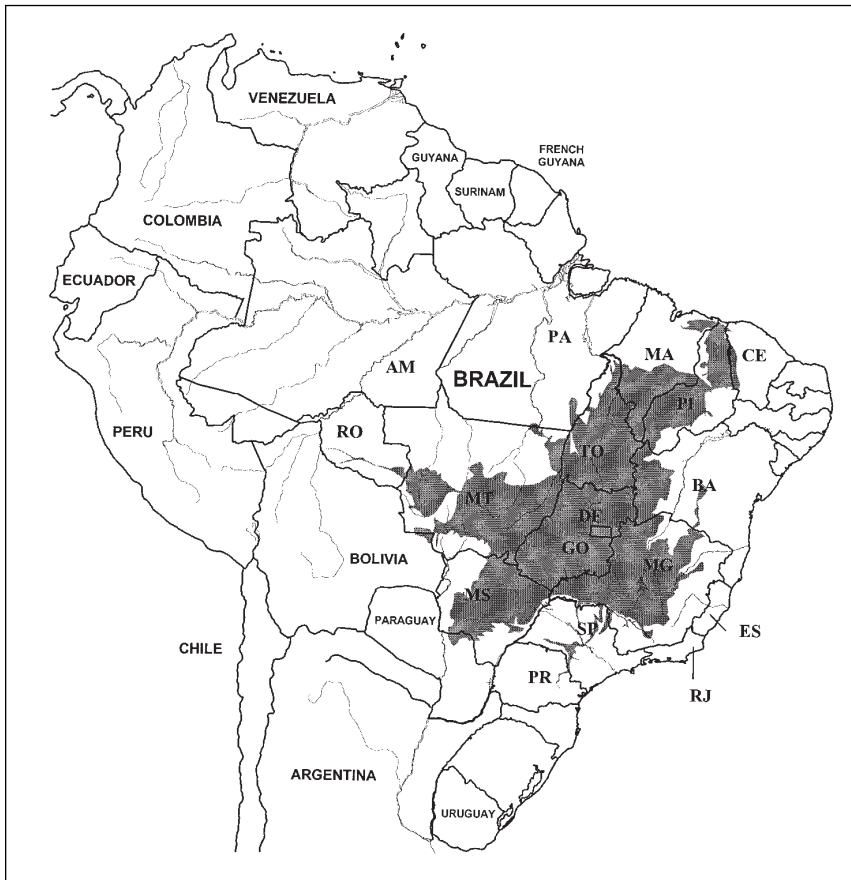 VENEZUELA
GUYANA
FRENCH
GUYANA
SURINAM
COLOMBIA
ECUADOR
PA
MA
CE
AM
BRAZIL
PI
PERU
RO
TO
BA
MT
DF
GO
BOLIVIA
MG
MS
PARAGUAY
SP
ES
CHILE
PR
RJ
ARGENTINA
URUGUAY